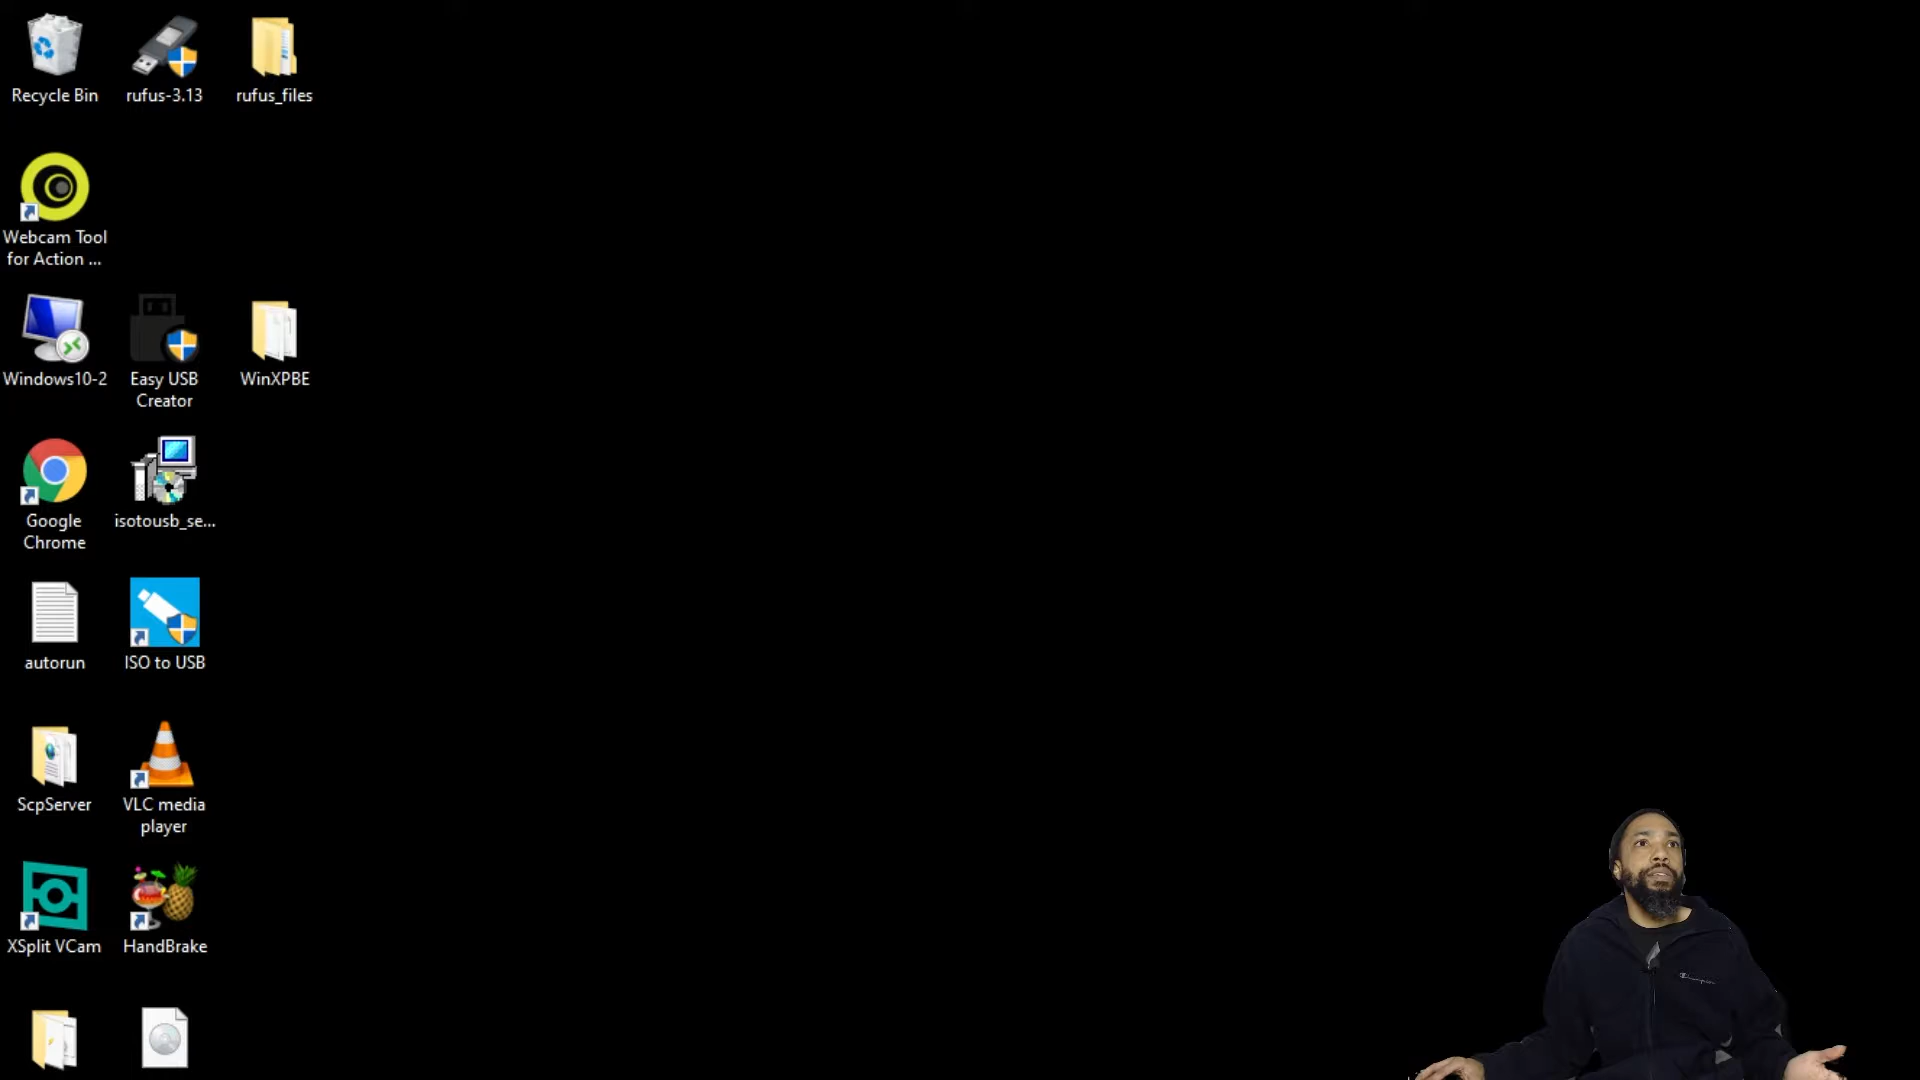 Recycle Bin
rufus-3.13
rufus_files
Webcam Tool
for Action ...
Windows10-2
Easy USB
Creator
WinXPBE
Google
Chrome
isotousb_se...
autorun
ISO to USB
ScpServer
VLC media
player
XSplit VCam
HandBrake
Champion